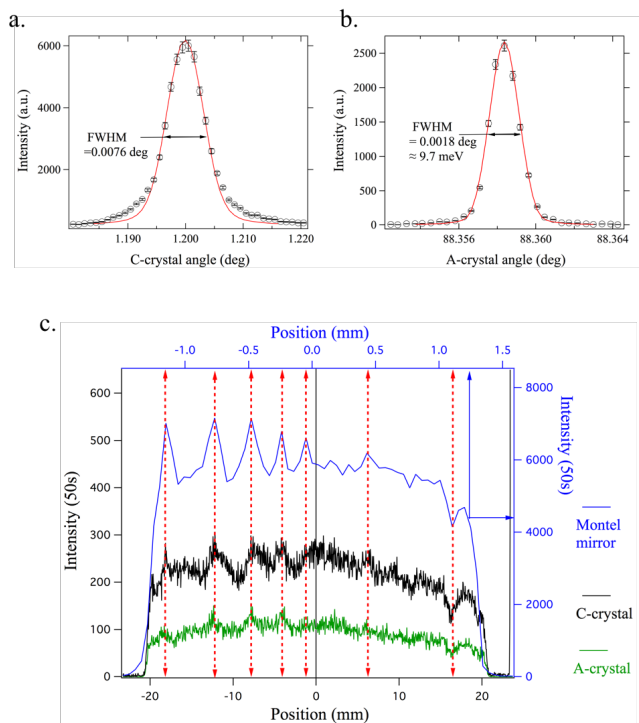 a.
6000
4000
2000
Intensity (a.u.)
FWHM
=0.0076 deg
1.190
1.200
1.210
1.220
C-crystal angle (deg)
b.
2500
2000
1500
1000
500
0
Intensity (a.u.)
FWHM
= 0.0018 deg
≈ 9.7 meV
88.356
88.360
88.364
A-crystal angle (deg)
c.
Position (mm)
-1.0
-0.5
0.0
0.5
1.0
1.5
600
500
400
300
200
100
0
Intensity (50s)
8000
6000
4000
2000
0
Intensity (50s)
Montel
mirror
C-crystal
A-crystal
-20
-10
0
10
20
Position (mm)